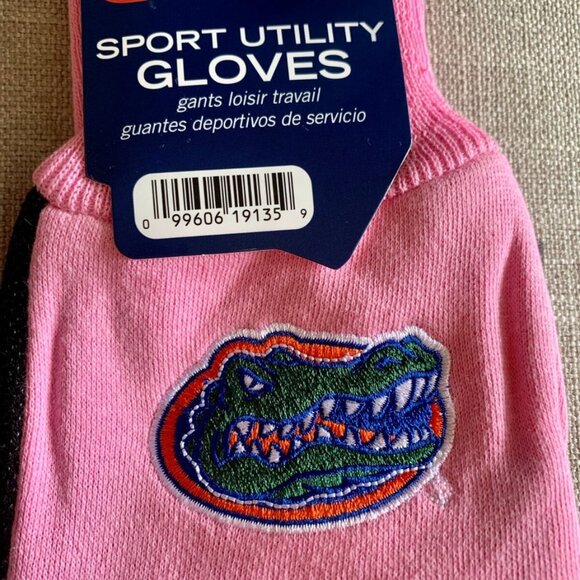 SPORT UTILITY
GLOVES
gants loisir travail
guantes deportivos de servicio
0 99606 19135 9